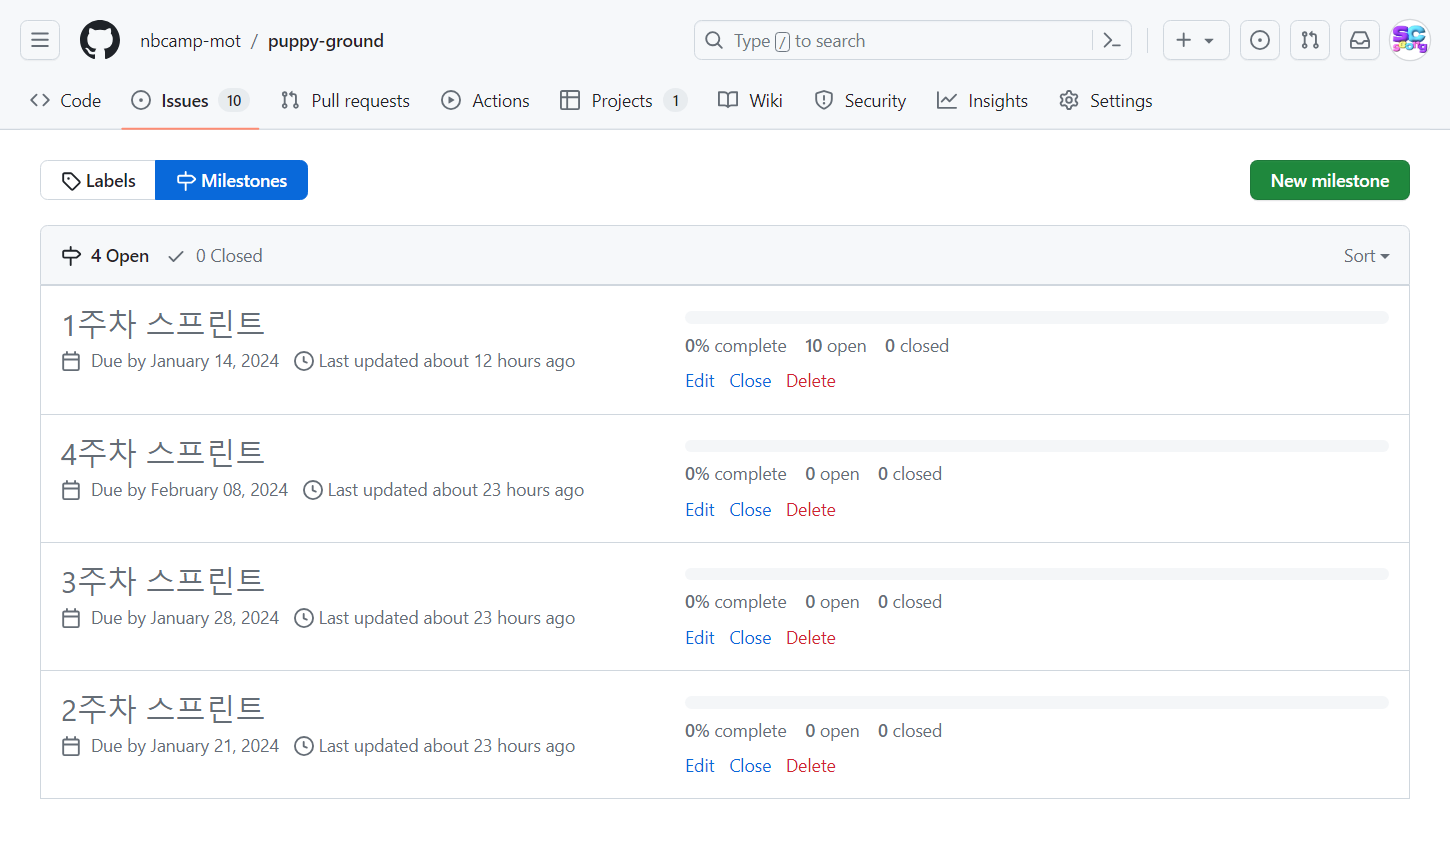 nbcamp-mot / puppy-ground
Type / to search
Code
Issues 10
Pull requests
Actions
Projects 1
Wiki
Security
Insights
Settings
Labels
Milestones
New milestone
4 Open
0 Closed
Sort
1주차 스프린트
Due by January 14, 2024 Last updated about 12 hours ago
0% complete 10 open 0 closed
Edit Close Delete
4주차 스프린트
Due by February 08, 2024 Last updated about 23 hours ago
0% complete 0 open 0 closed
Edit Close Delete
3주차 스프린트
Due by January 28, 2024 Last updated about 23 hours ago
0% complete 0 open 0 closed
Edit Close Delete
2주차 스프린트
Due by January 21, 2024 Last updated about 23 hours ago
0% complete 0 open 0 closed
Edit Close Delete